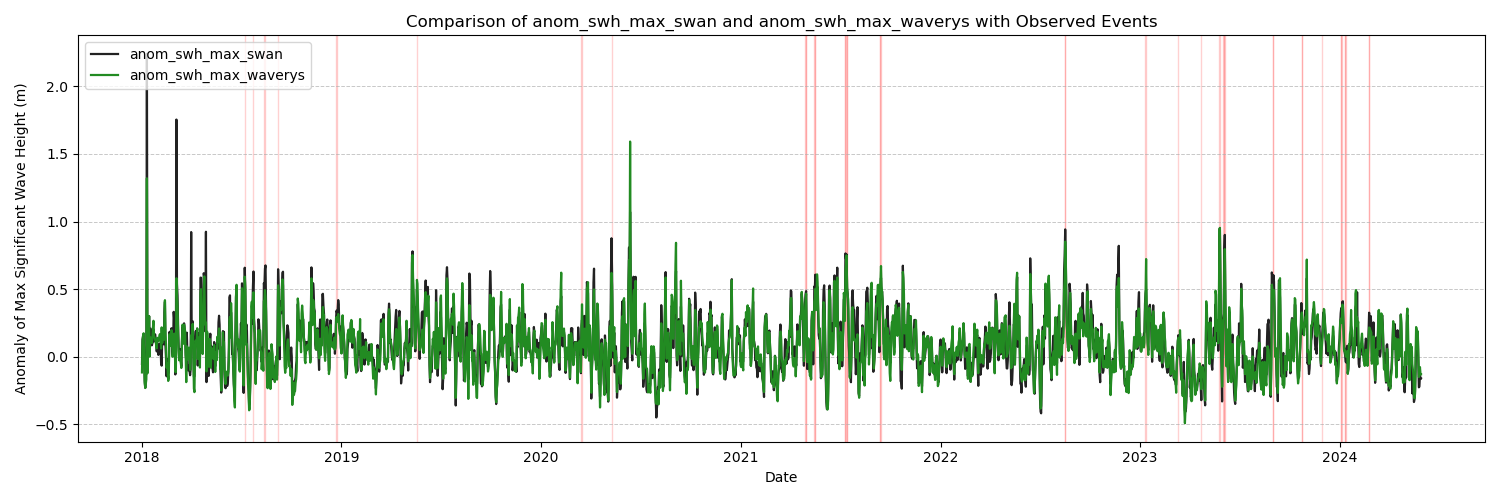 Comparison of anom_swh_max_swan and anom_swh_max_waverys with Observed Events
anom_swh_max_swan
anom_swh_max_waverys
Anomaly of Max Significant Wave Height (m)
2.0
1.5
1.0
0.5
0.0
−0.5
2018 2019 2020 2021 2022 2023 2024
Date